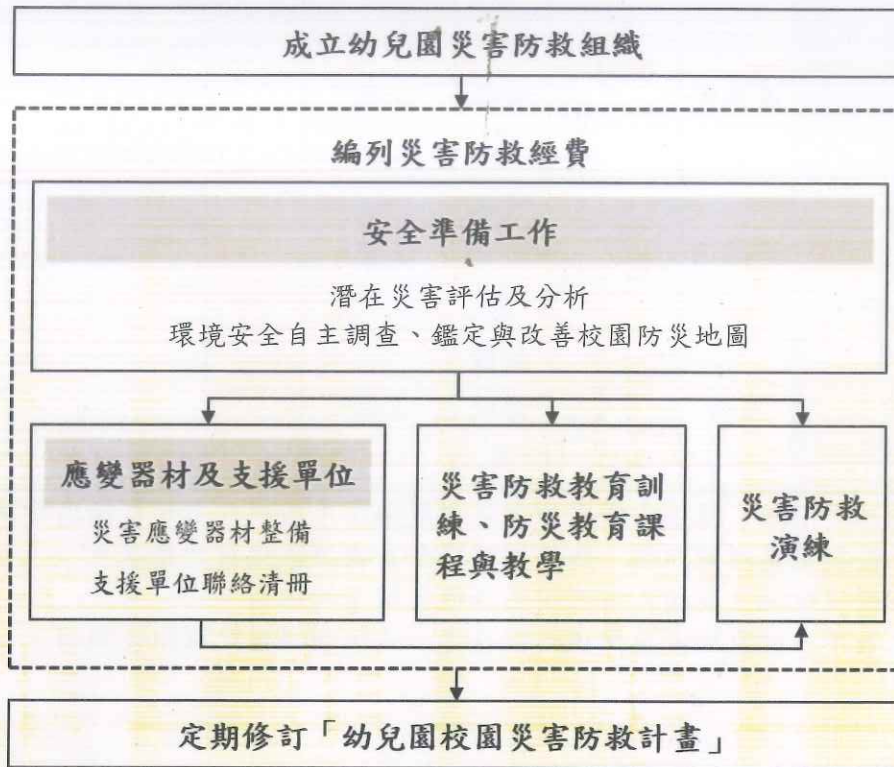 成立幼兒園災害防救組織
編列災害防救經費
安全準備工作
潛在災害評估及分析
環境安全自主調查、鑑定與改善校園防災地圖
應變器材及支援單位
災害應變器材整備
支援單位聯絡清冊
災害防救教育訓
練、防災教育課
程與教學
災害防救
演練
定期修訂「幼兒園校園災害防救計畫」